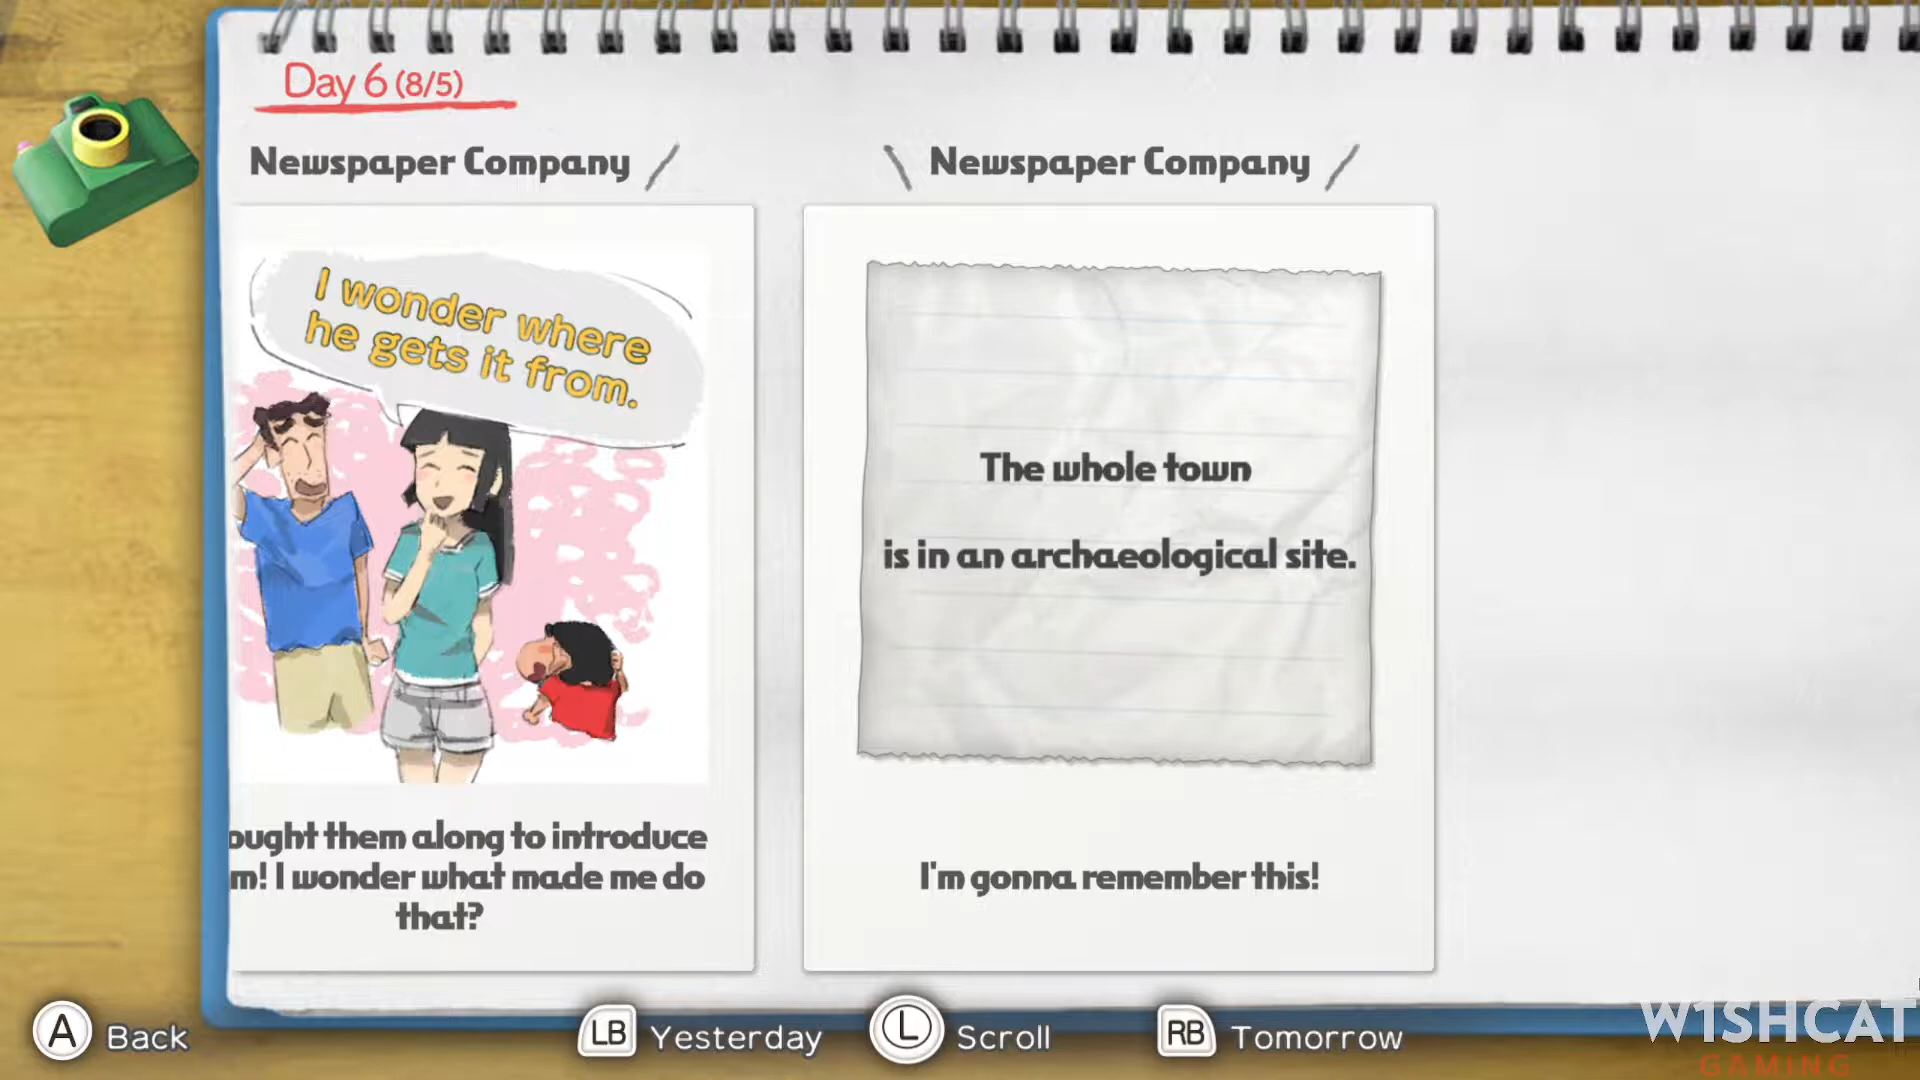 Day 6 (8/5)
Newspaper Company
Newspaper Company
I wonder where
he gets it from.
ought them along to introduce
m! I wonder what made me do
that?
The whole town
is in an archaeological site.
I'm gonna remember this!
A Back
LB Yesterday
L Scroll
RB Tomorrow
W1SHCAT
GAMING